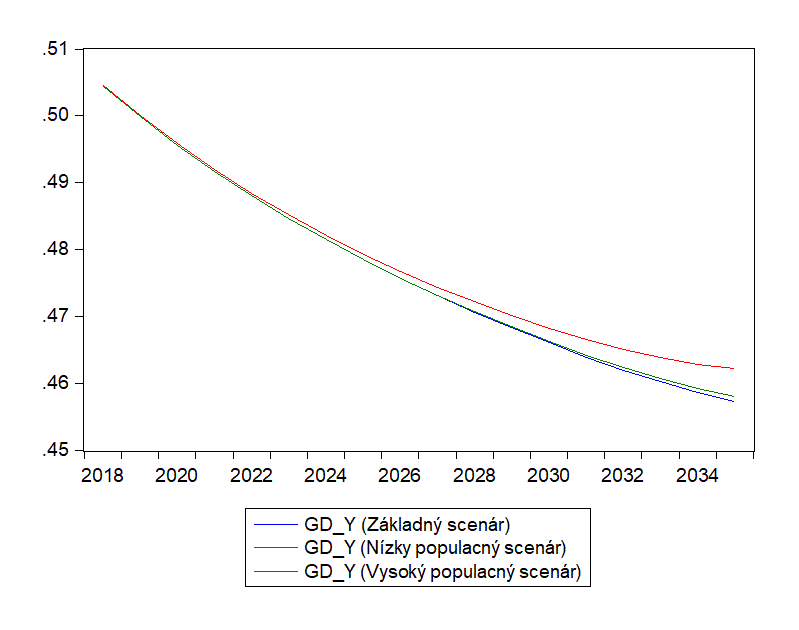 .51
.50
.49
.48
.47
.46
.45
2018 2020 2022 2024 2026 2028 2030 2032 2034
GD_Y (Základný scenár)
GD_Y (Nízky populacný scenár)
GD_Y (Vysoký populacný scenár)